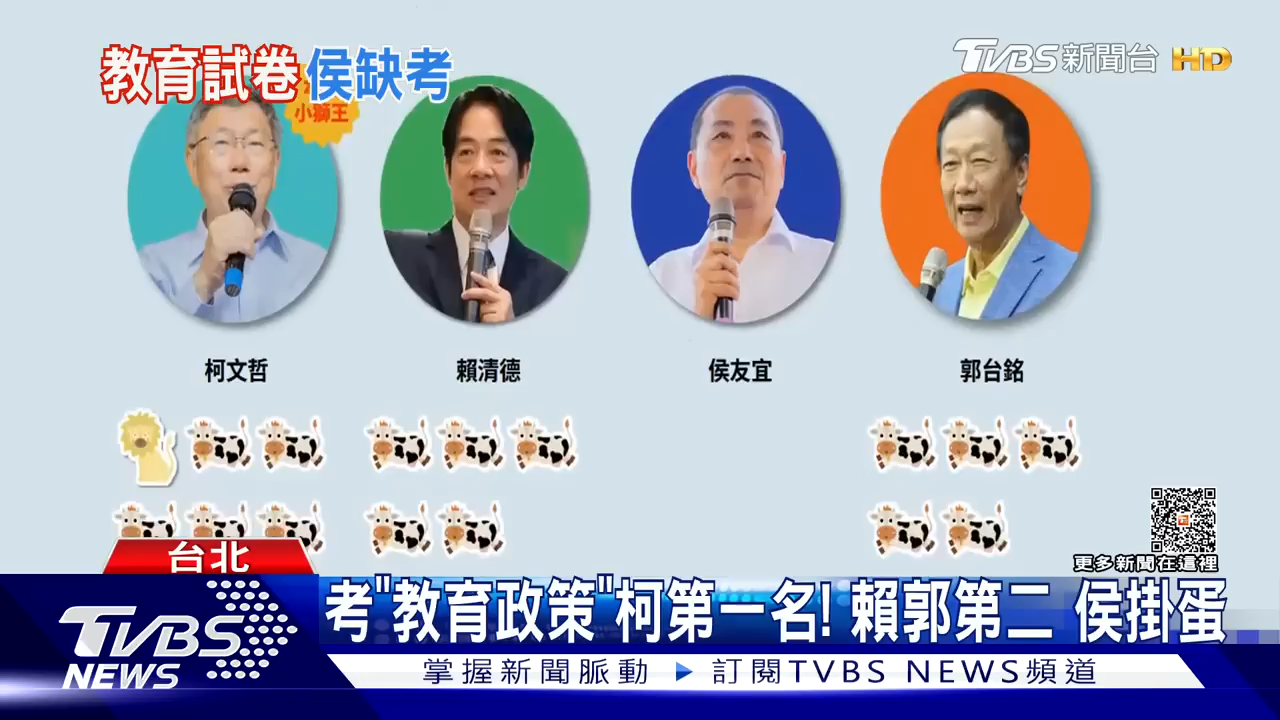 教育試卷 侯缺考
TVBS新聞台 HD
小獅王
柯文哲
賴清德
侯友宜
郭台銘
更多新聞在這裡
台北
考"教育政策"柯第一名! 賴郭第二 侯掛蛋
TVBS NEWS
掌握新聞脈動 ▶ 訂閱TVBS NEWS頻道